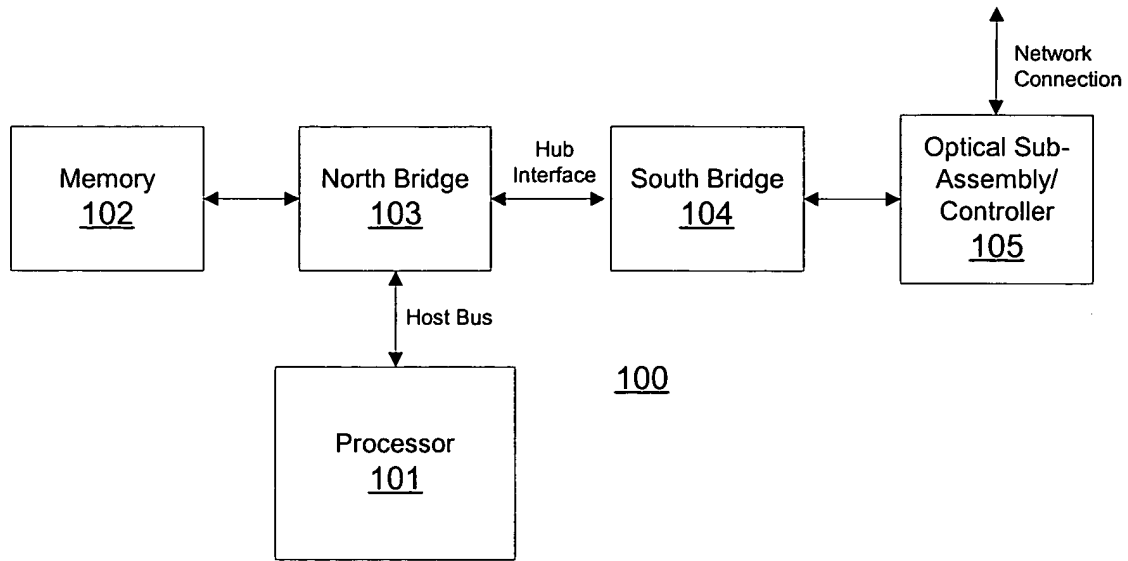 Network
Connection
Memory
102
North Bridge
103
Hub
Interface
South Bridge
104
Optical Sub-
Assembly/
Controller
105
Host Bus
100
Processor
101